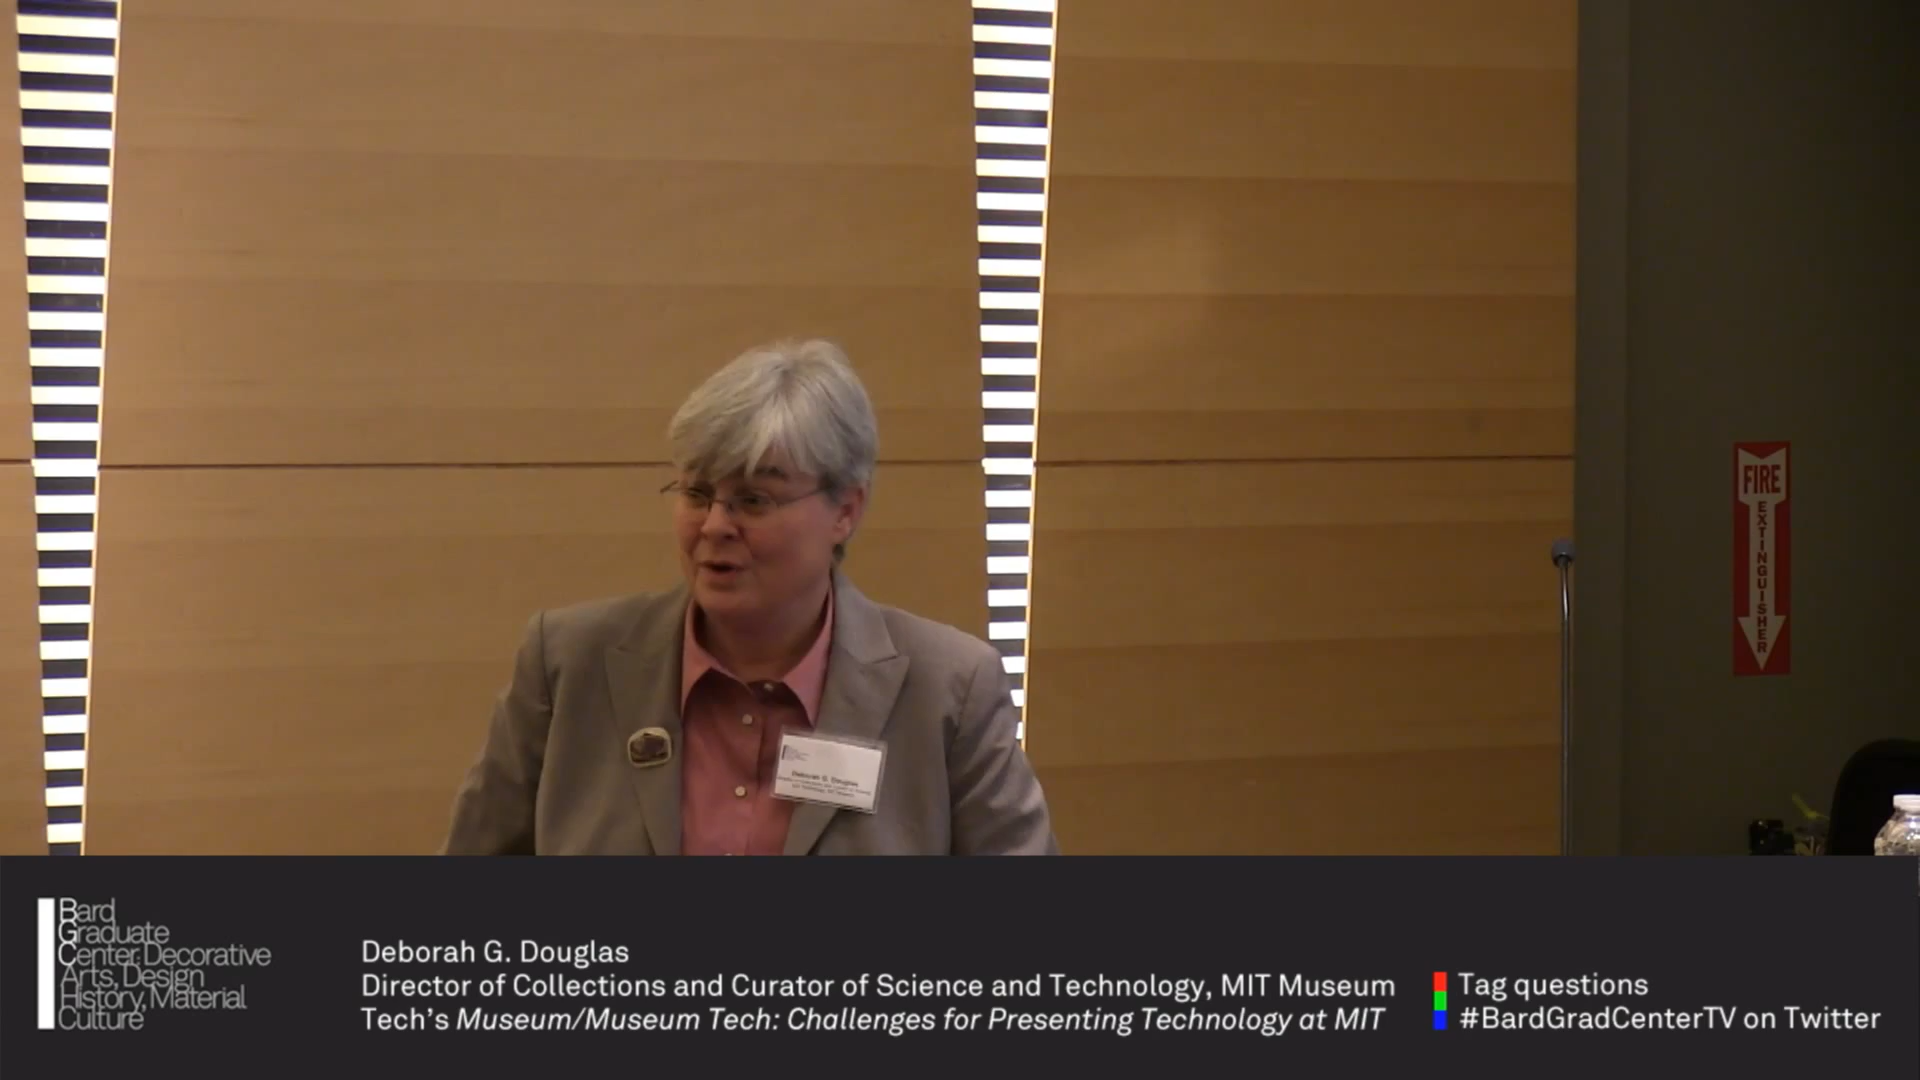 FIRE
EXTINGUISHER
Deborah G. Douglas
Bard
Graduate
Center: Decorative
Arts, Design
History, Material
Culture
Deborah G. Douglas
Director of Collections and Curator of Science and Technology, MIT Museum
Tech's Museum/Museum Tech: Challenges for Presenting Technology at MIT
Tag questions
#BardGradCenterTV on Twitter